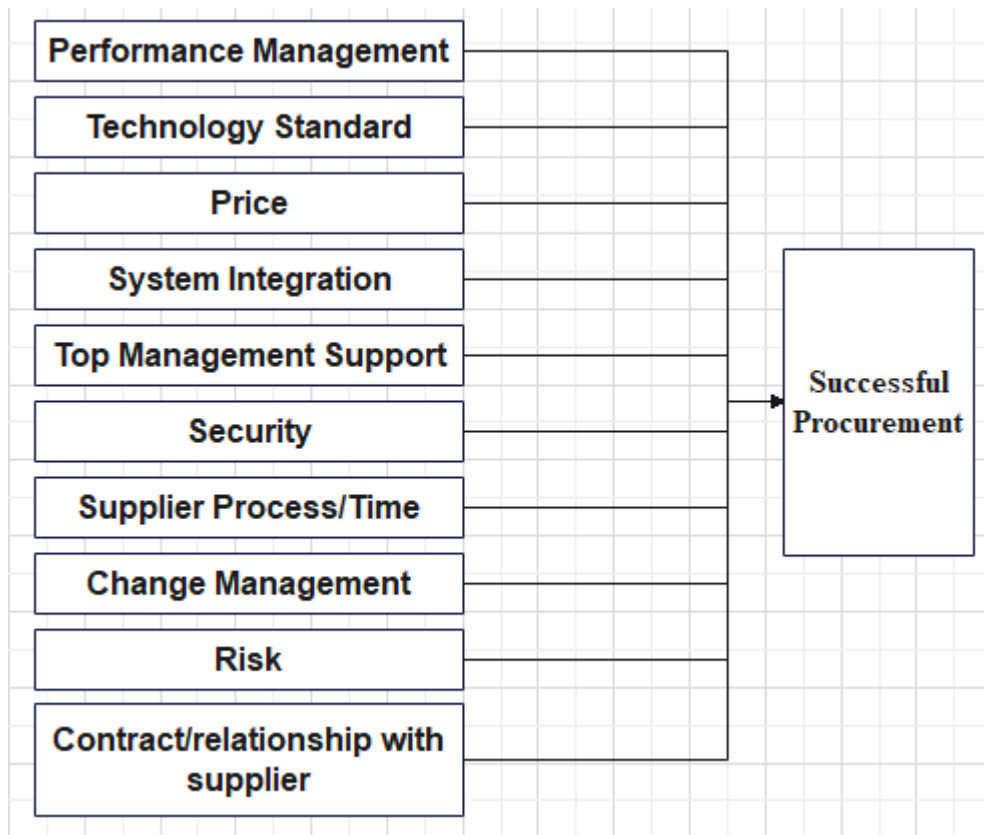 Performance Management
Technology Standard
Price
System Integration
Top Management Support
Security
Supplier Process/Time
Change Management
Risk
Contract/relationship with
supplier
Successful
Procurement